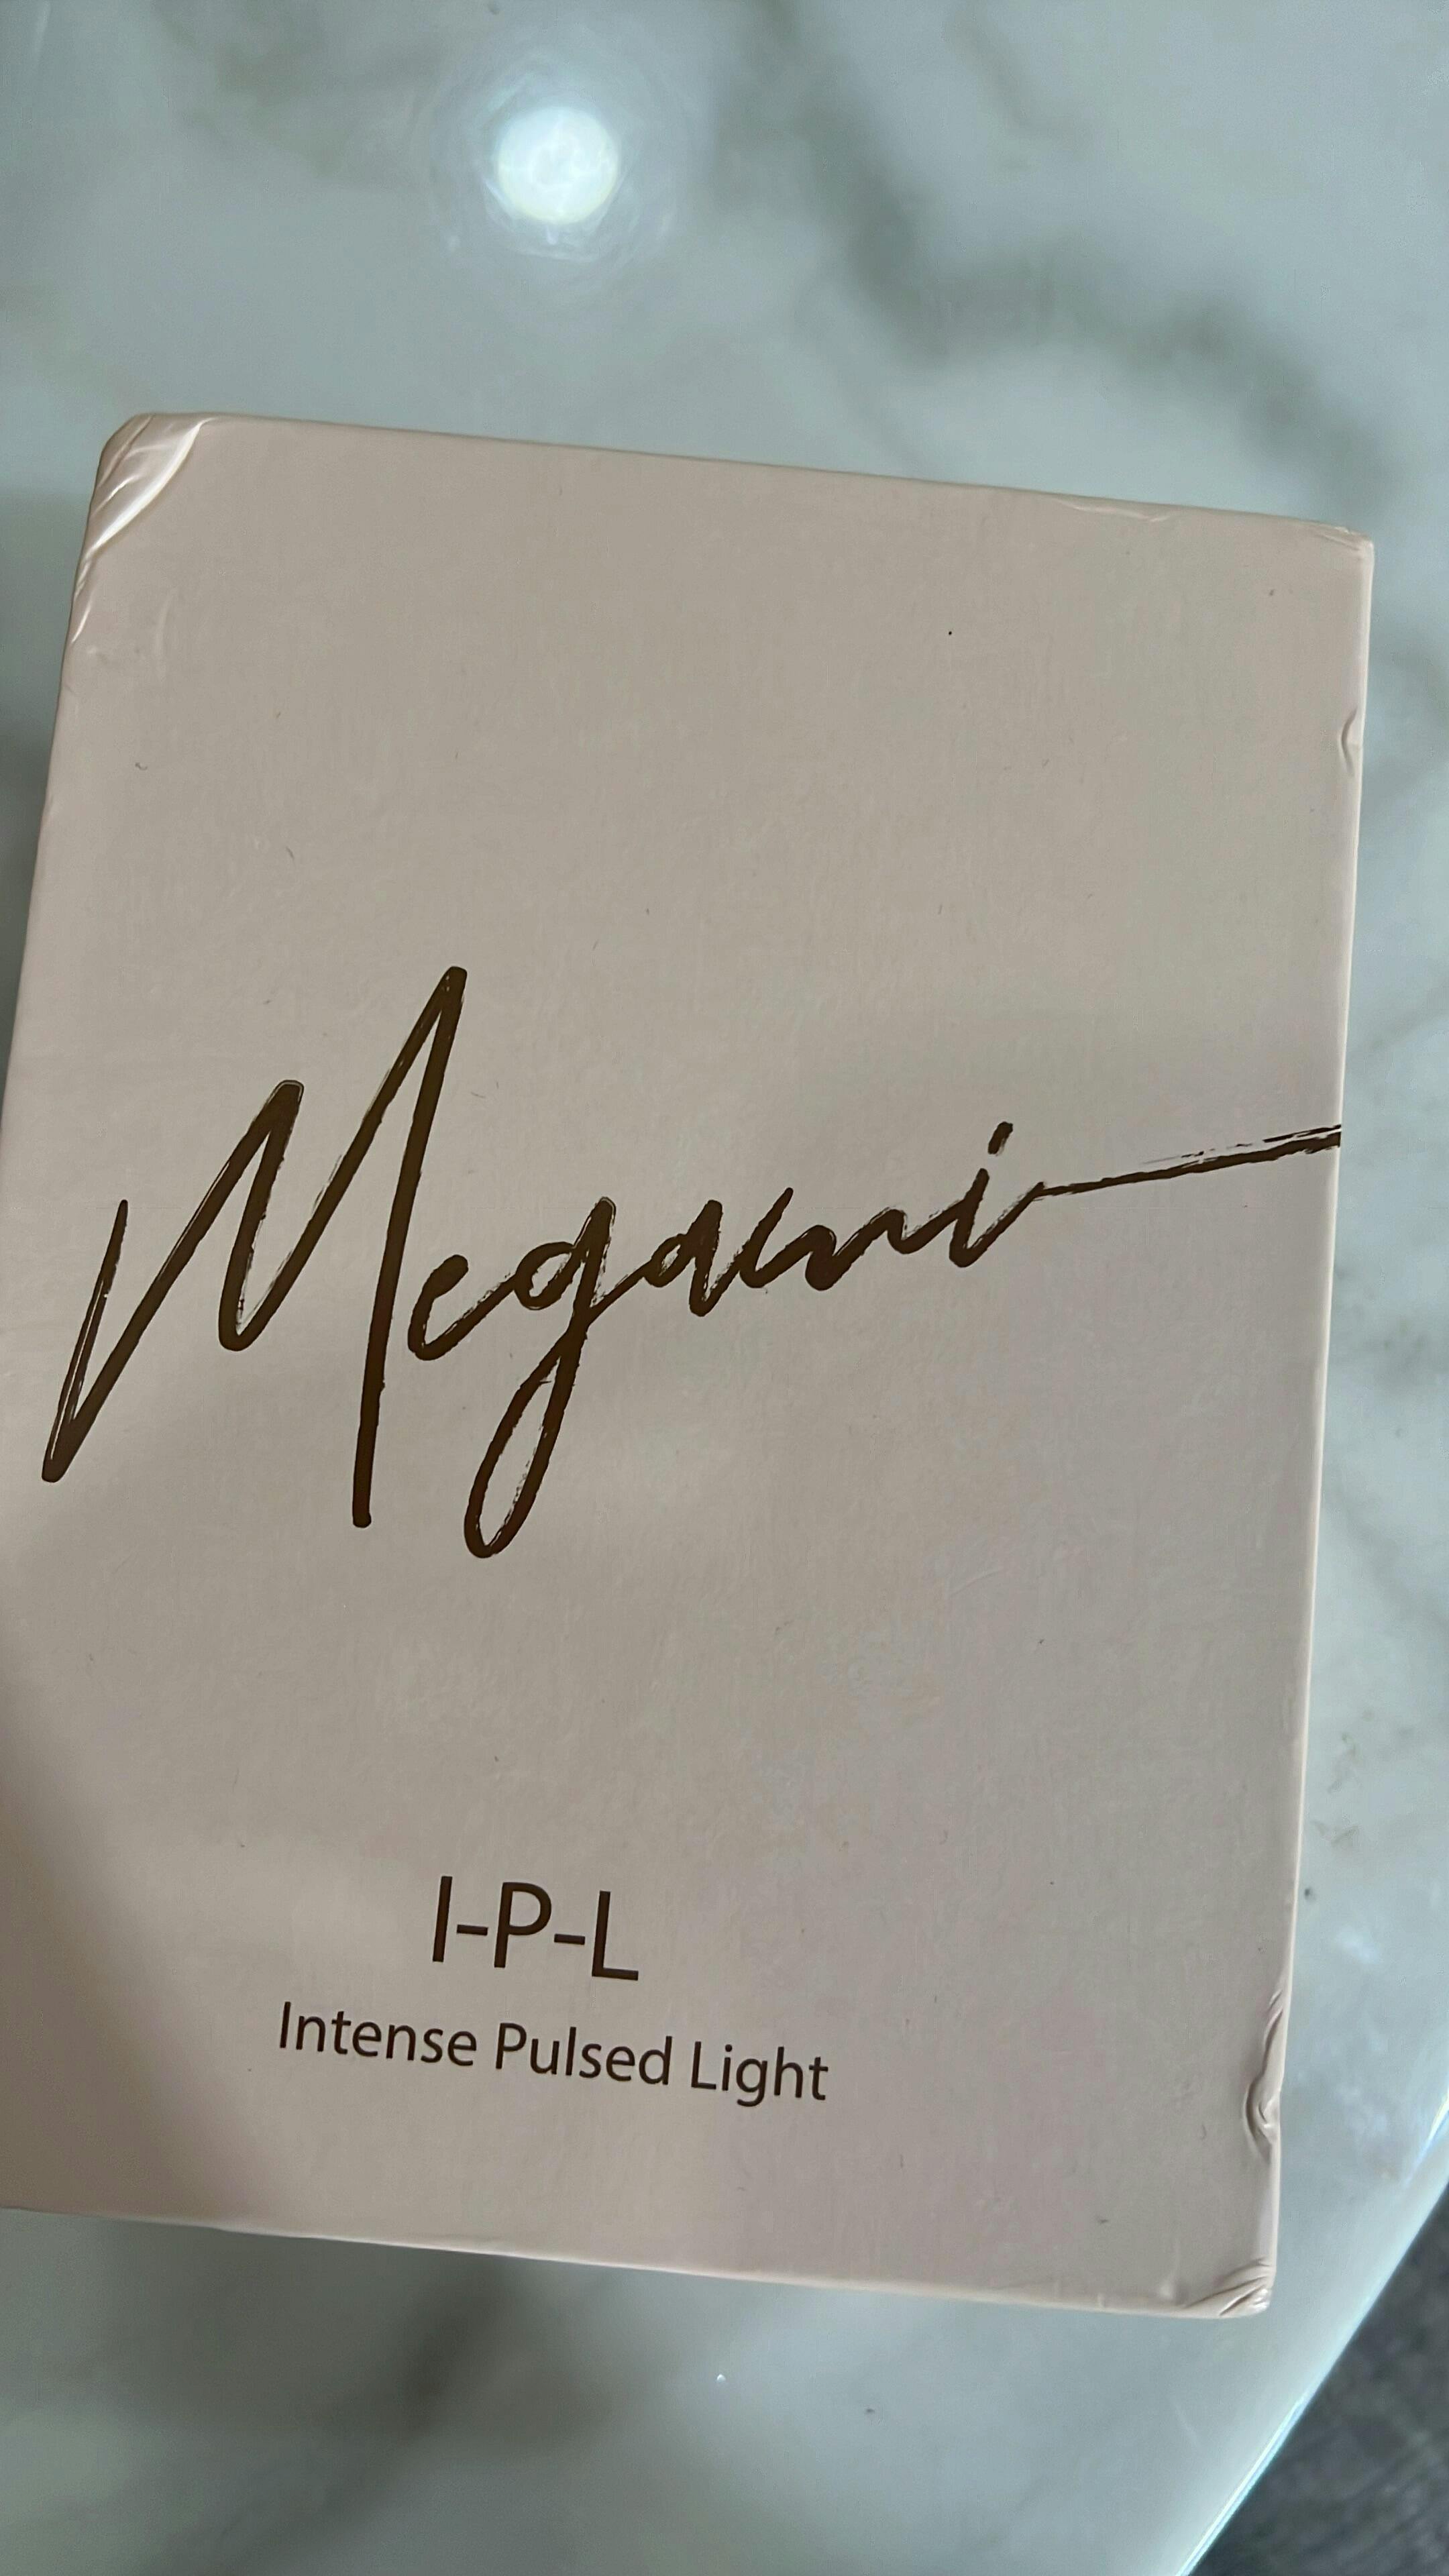 Megami
I-P-L
Intense Pulsed Light